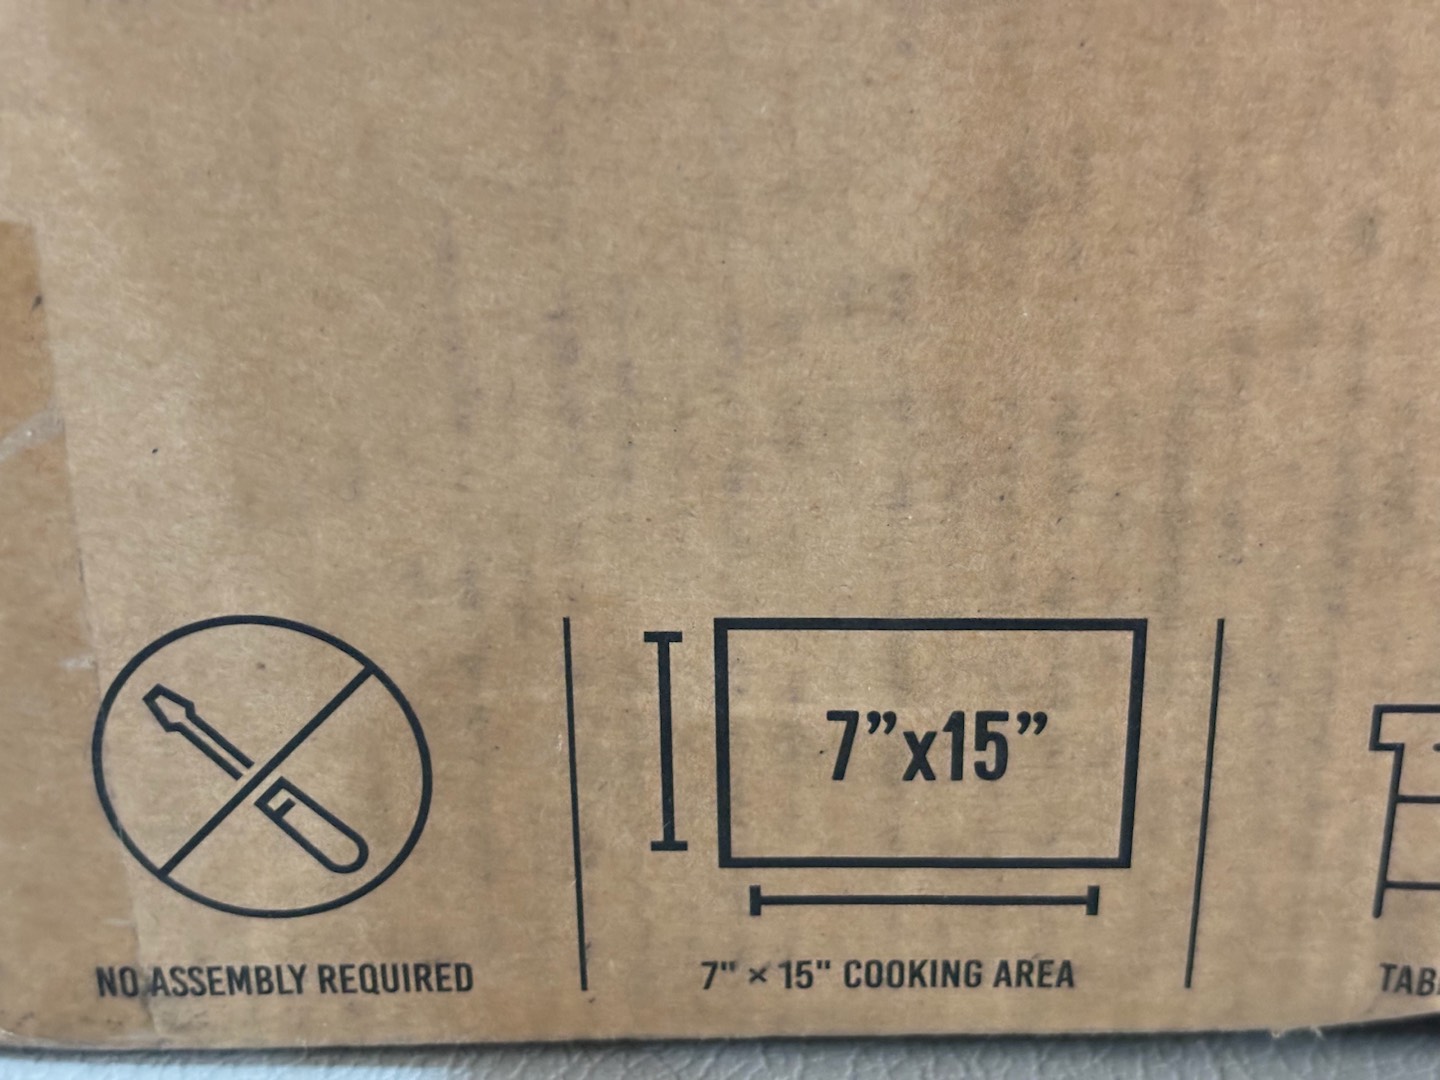 7”x15”
NO ASSEMBLY REQUIRED
7" × 15" COOKING AREA